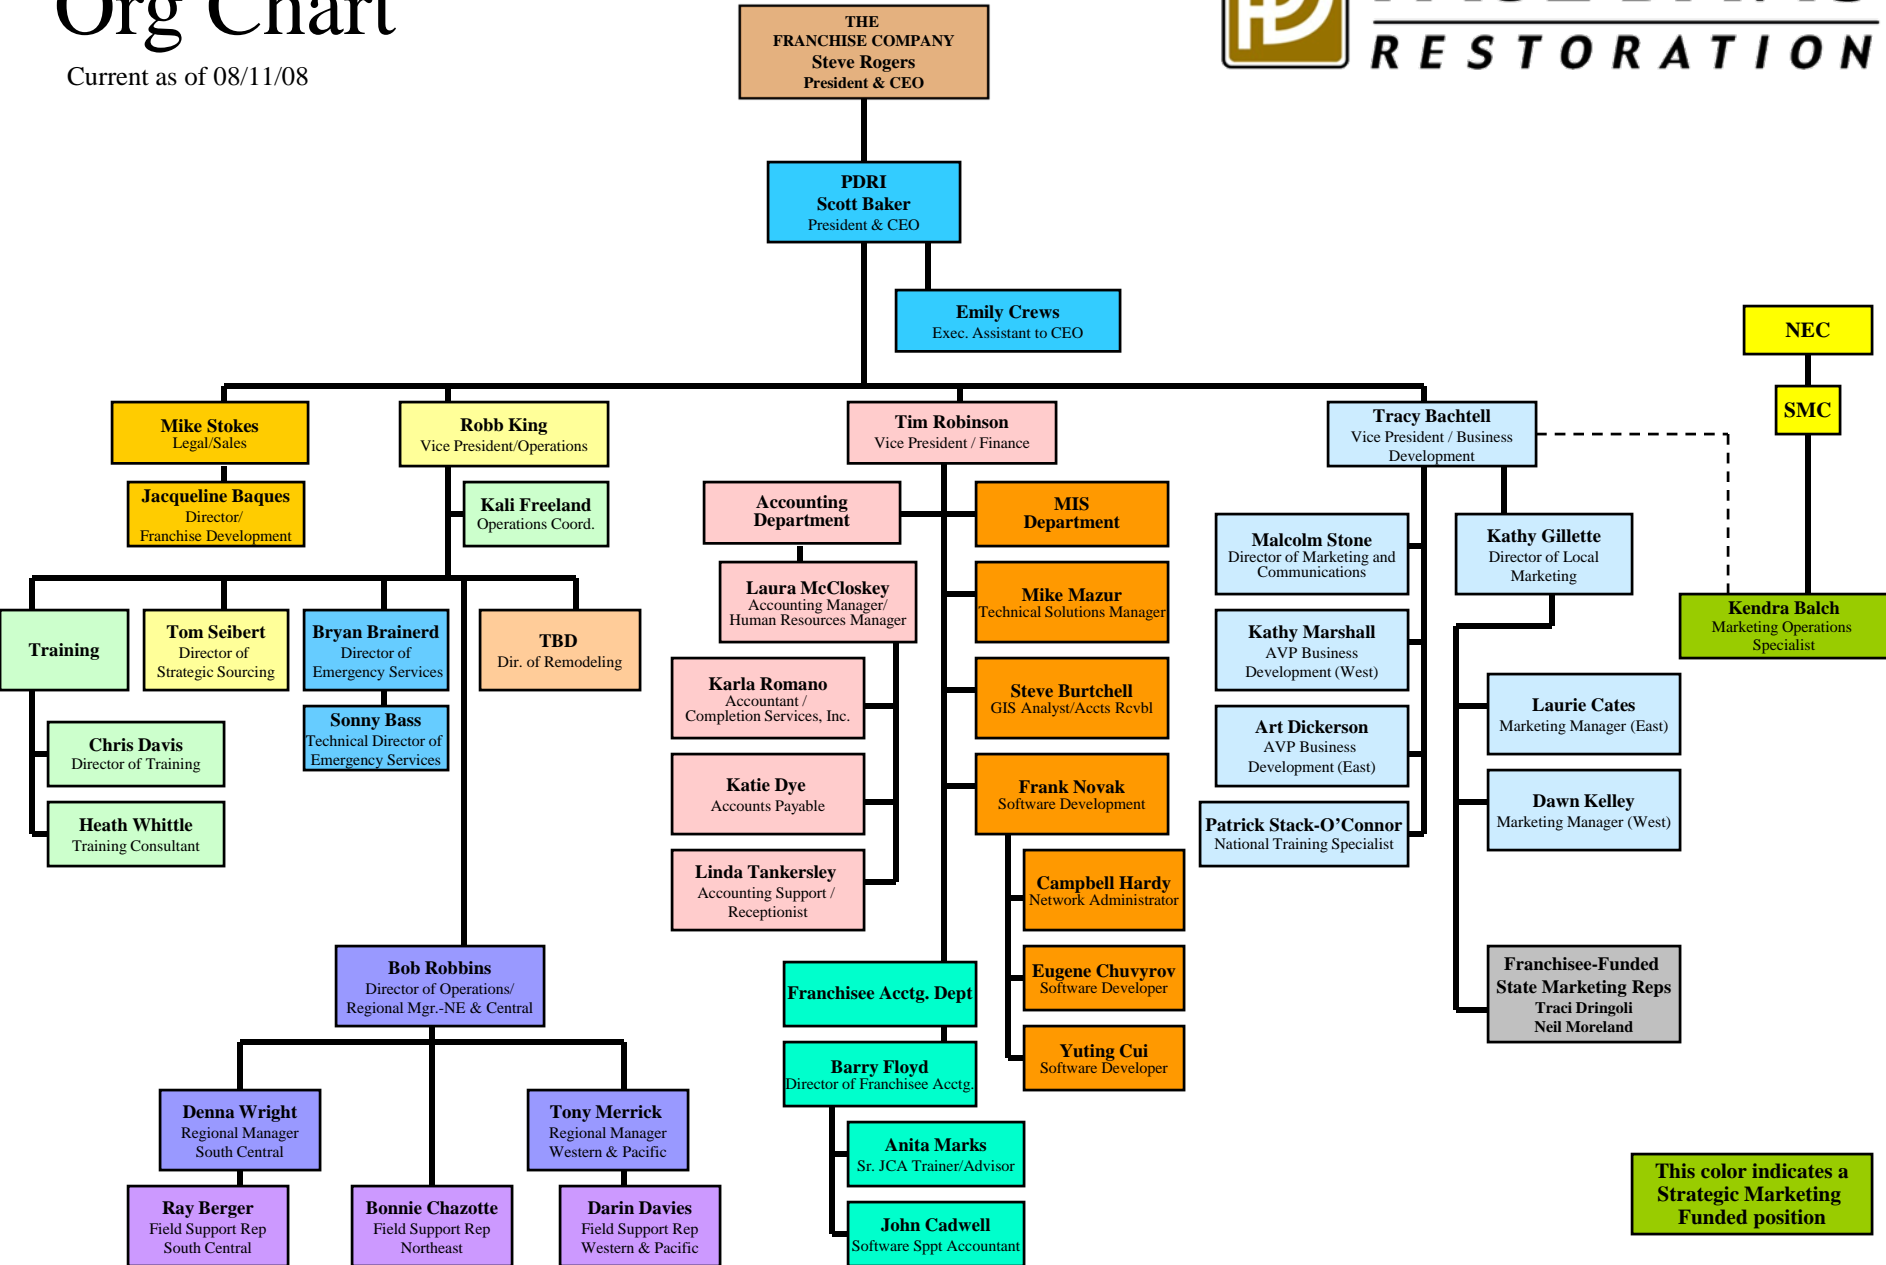 Org Chart
Current as of 08/11/08
RESTORATION
THE
FRANCHISE COMPANY
Steve Rogers
President & CEO
PDRI
Scott Baker
President & CEO
Emily Crews
Exec. Assistant to CEO
NEC
SMC
Mike Stokes
Legal/Sales
Jacqueline Baques
Director/
Franchise Development
Robb King
Vice President/Operations
Kali Freeland
Operations Coord.
Tim Robinson
Vice President / Finance
Tracy Bachtell
Vice President / Business
Development
Training
Chris Davis
Director of Training
Heath Whittle
Training Consultant
Tom Seibert
Director of
Strategic Sourcing
Bryan Brainerd
Director of
Emergency Services
Sonny Bass
Technical Director of
Emergency Services
TBD
Dir. of Remodeling
Bob Robbins
Director of Operations/
Regional Mgr.-NE & Central
Denna Wright
Regional Manager
South Central
Ray Berger
Field Support Rep
South Central
Bonnie Chazotte
Field Support Rep
Northeast
Tony Merrick
Regional Manager
Western & Pacific
Darin Davies
Field Support Rep
Western & Pacific
Accounting
Department
Laura McCloskey
Accounting Manager/
Human Resources Manager
Karla Romano
Accountant /
Completion Services, Inc.
Katie Dye
Accounts Payable
Linda Tankersley
Accounting Support /
Receptionist
MIS
Department
Mike Mazur
Technical Solutions Manager
Steve Burtchell
GIS Analyst/Accts Rcvbl
Frank Novak
Software Development
Campbell Hardy
Network Administrator
Eugene Chuvyrov
Software Developer
Yuting Cui
Software Developer
Franchisee Acctg. Dept
Barry Floyd
Director of Franchisee Acctg.
Anita Marks
Sr. JCA Trainer/Advisor
John Cadwell
Software Sppt Accountant
Malcolm Stone
Director of Marketing and
Communications
Kathy Marshall
AVP Business
Development (West)
Art Dickerson
AVP Business
Development (East)
Patrick Stack-O’Connor
National Training Specialist
Kathy Gillette
Director of Local
Marketing
Laurie Cates
Marketing Manager (East)
Dawn Kelley
Marketing Manager (West)
Franchisee-Funded
State Marketing Reps
Traci Dringoli
Neil Moreland
Kendra Balch
Marketing Operations
Specialist
This color indicates a
Strategic Marketing
Funded position